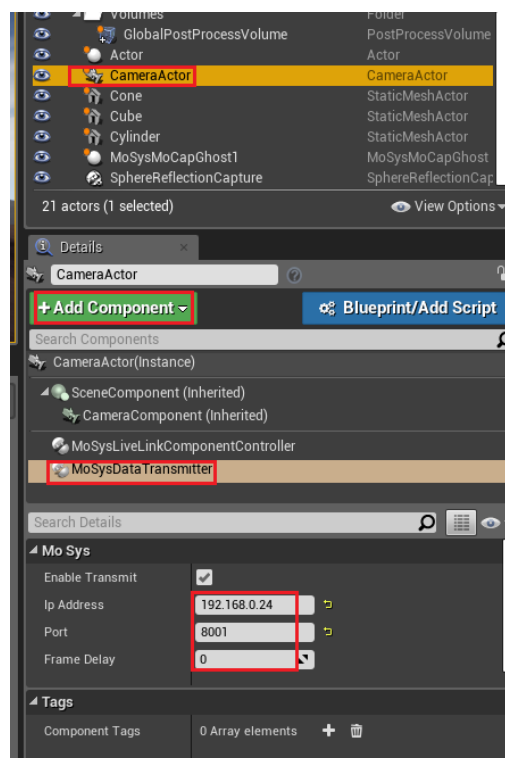 Volumes Folder
GlobalPostProcessVolume PostProcessVolume
Actor Actor
CameraActor CameraActor
Cone StaticMeshActor
Cube StaticMeshActor
Cylinder StaticMeshActor
MoSysMoCapGhost1 MoSysMoCapGhost
SphereReflectionCapture SphereReflectionCap
21 actors (1 selected) View Options
Details
CameraActor
+ Add Component Blueprint/Add Script
Search Components
CameraActor(Instance)
SceneComponent (Inherited)
CameraComponent (Inherited)
MoSysLiveLinkComponentController
MoSysDataTransmitter
Search Details
Mo Sys
Enable Transmit
Ip Address 192.168.0.24
Port 8001
Frame Delay 0
Tags
Component Tags 0 Array elements